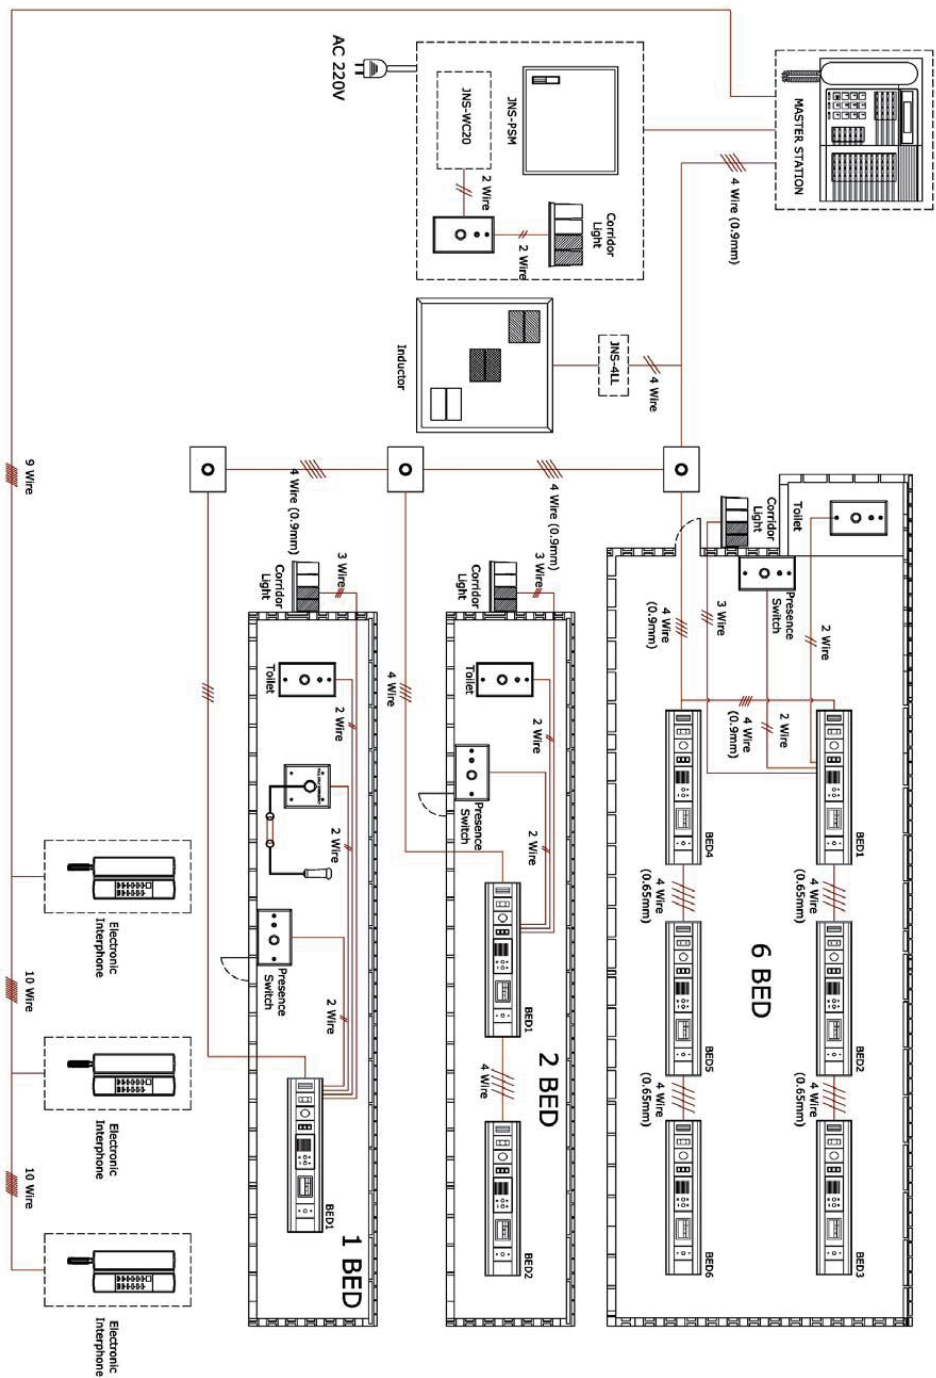 MASTER STATION
4 Wire (0.9mm)
JNS-PSM
JNS-WC20
2 Wire
2 Wire
Corridor
Light
AC 220V
4 Wire
JNS-4LL
Inductor
Toilet
Corridor
Light
Presence
Switch
2 Wire
3 Wire
4 Wire
(0.9mm)
2 Wire
4 Wire
(0.9mm)
BED1
4 Wire
(0.65mm)
BED2
4 Wire
(0.65mm)
BED3
6 BED
BED4
4 Wire
(0.65mm)
BED5
4 Wire
(0.65mm)
BED6
4 Wire (0.9mm)
3 Wire
Corridor
Light
Toilet
2 Wire
Presence
Switch
2 Wire
4 Wire
BED1
4 Wire
2 BED
BED2
4 Wire (0.9mm)
3 Wire
Corridor
Light
Toilet
2 Wire
2 Wire
Presence
Switch
2 Wire
BED1
1 BED
9 Wire
Electronic
Interphone
10 Wire
Electronic
Interphone
10 Wire
Electronic
Interphone